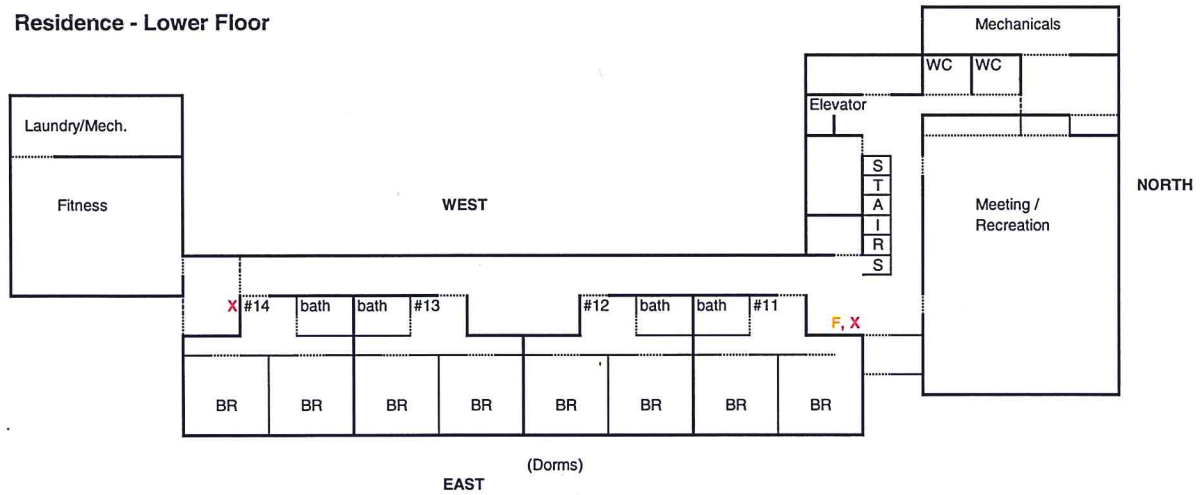 Residence - Lower Floor
Mechanicals
WC WC
Elevator
Laundry/Mech.
STAIRS
NORTH
Fitness
WEST
Meeting /
Recreation
X #14 bath bath #13 #12 bath bath #11
F, X
BR BR BR BR BR BR BR BR
(Dorms)
EAST